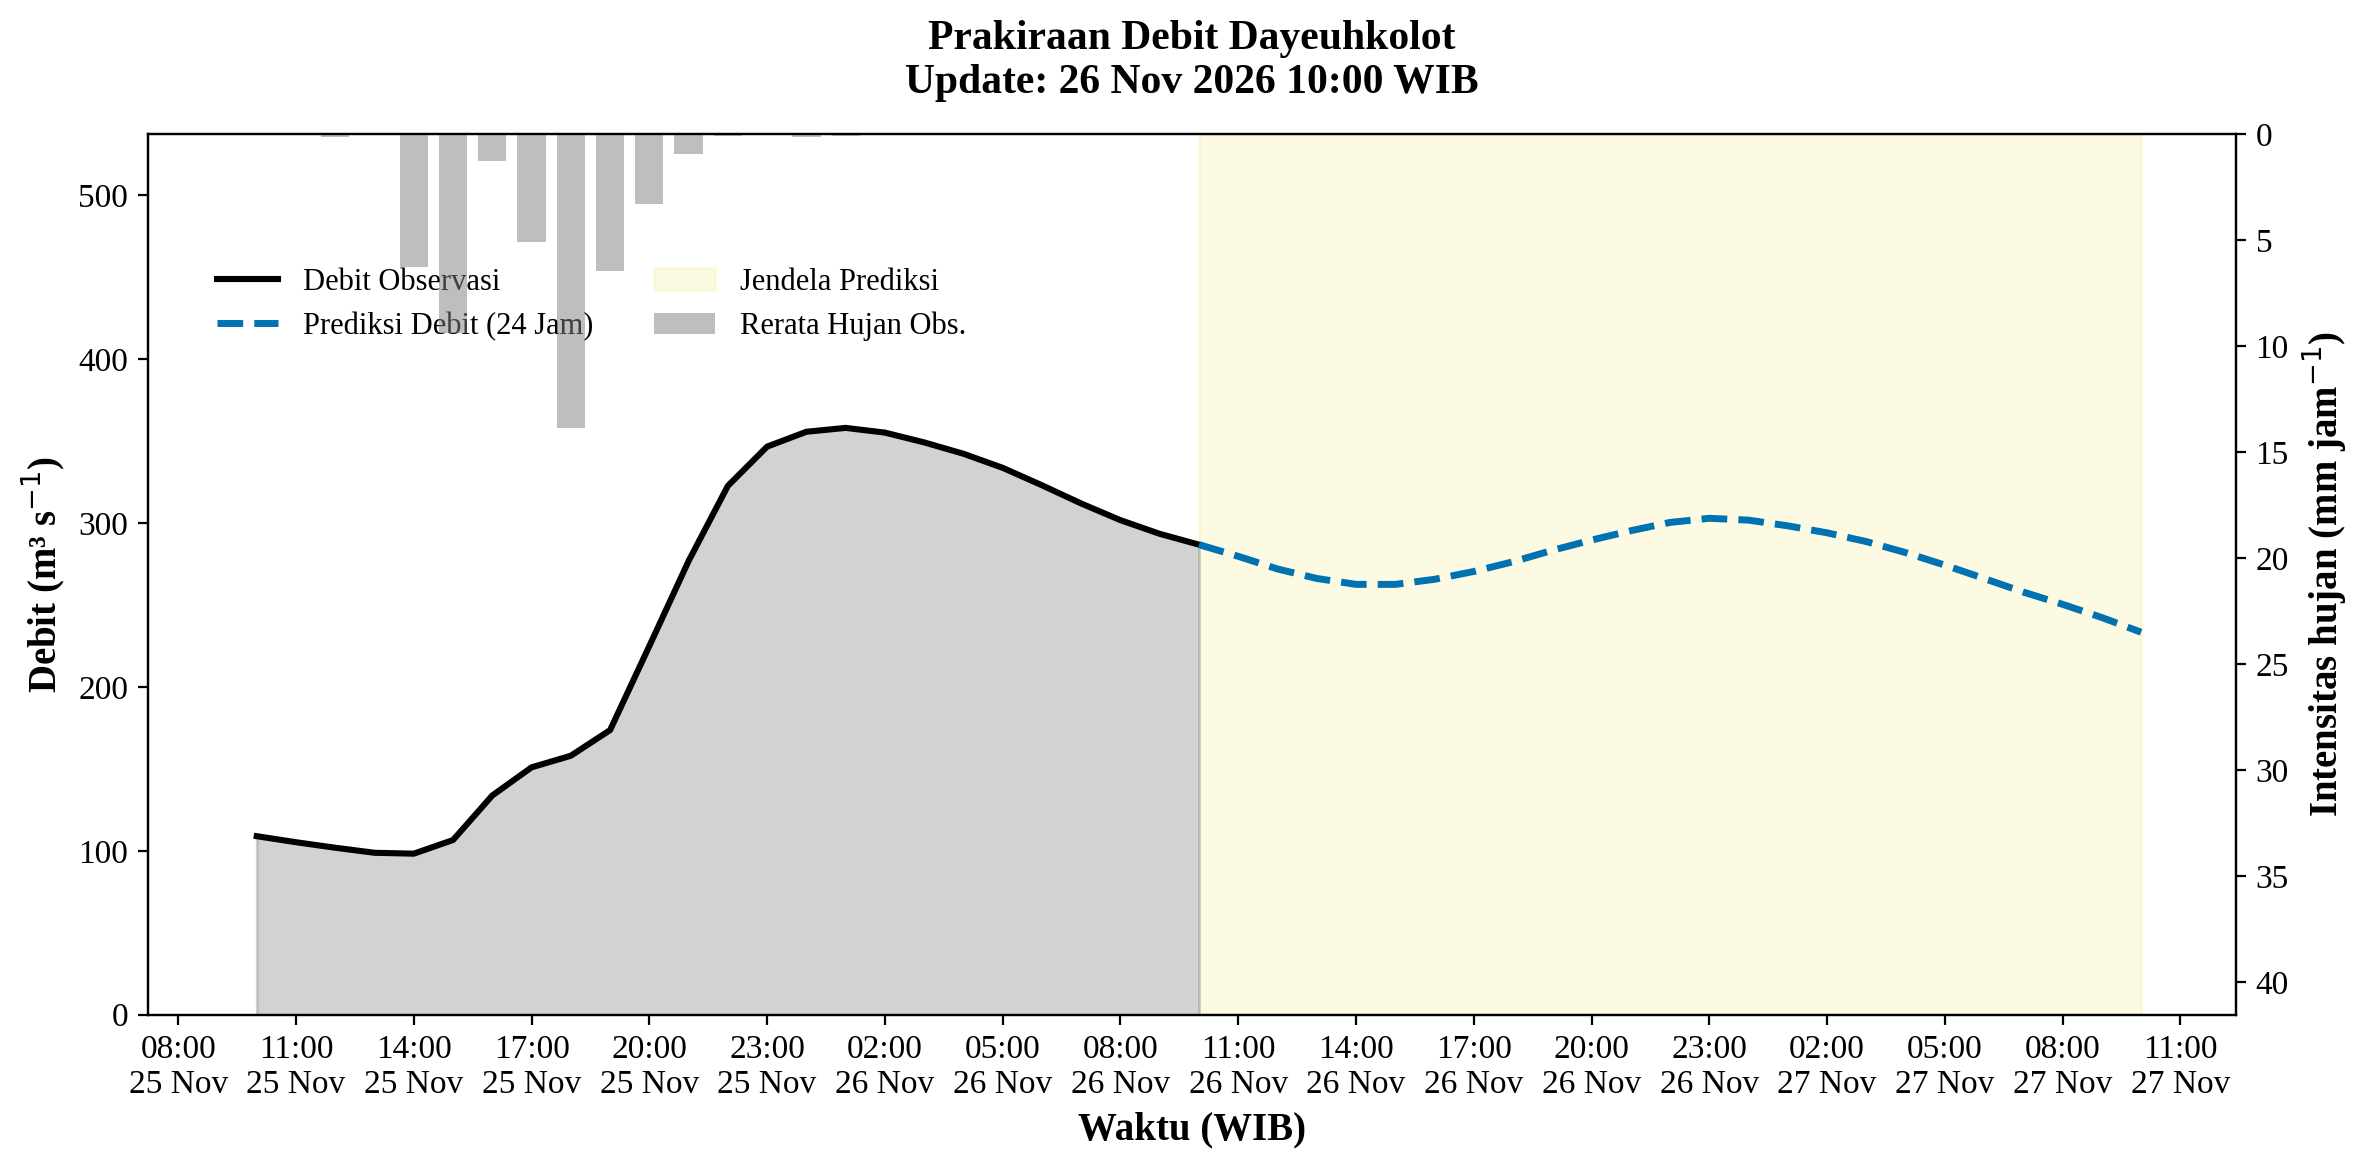 Prakiraan Debit Dayeuhkolot
Update: 26 Nov 2026 10:00 WIB
Debit (m³ s⁻¹)
500
400
300
200
100
0
Debit Observasi
Prediksi Debit (24 Jam)
Jendela Prediksi
Rerata Hujan Obs.
0
5
10
15
20
25
30
35
40
Intensitas hujan (mm jam⁻¹)
08:00 11:00 14:00 17:00 20:00 23:00 02:00 05:00 08:00 11:00 14:00 17:00 20:00 23:00 02:00 05:00 08:00 11:00
25 Nov 25 Nov 25 Nov 25 Nov 25 Nov 25 Nov 26 Nov 26 Nov 26 Nov 26 Nov 26 Nov 26 Nov 26 Nov 26 Nov 27 Nov 27 Nov 27 Nov 27 Nov
Waktu (WIB)